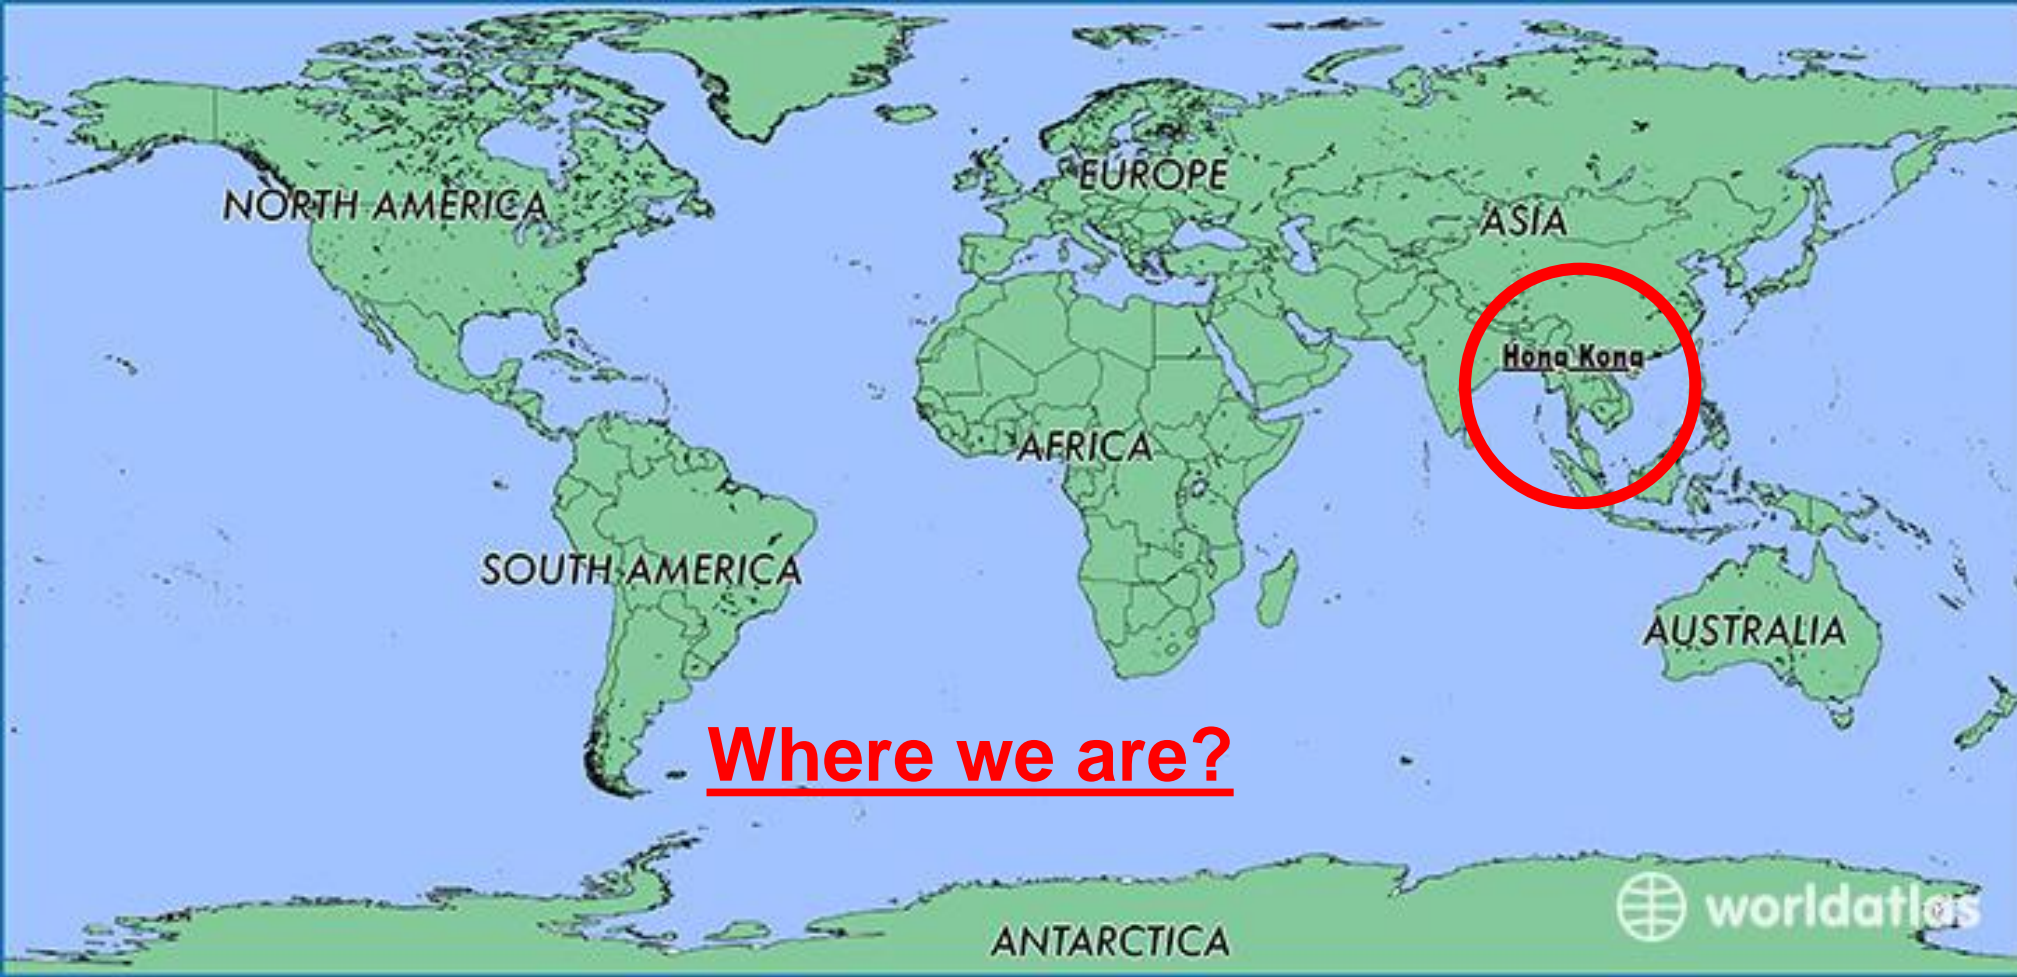 NORTH AMERICA
EUROPE
ASIA
Hong Kong
AFRICA
SOUTH AMERICA
AUSTRALIA
Where we are?
worldatlas
ANTARCTICA